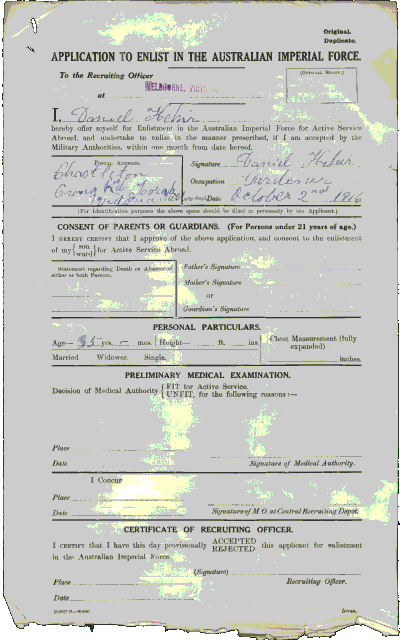 Original.
Duplicate.
APPLICATION TO ENLIST IN THE AUSTRALIAN IMPERIAL FORCE.
To the Recruiting Officer
(OFFICIAL STAMP.)
MELBOURNE,
at
I, Daniel
hereby offer myself for Enlistment in the Australian Imperial Force for Active Service
Abroad, and undertake to enlist in the manner prescribed, if I am accepted by the
Military Authorities, within one month from date hereof.
POSTAL ADDRESS.
Signature Daniel
Occupation Gardener
Date October 2nd 1916
(For Identification purposes the above space should be filled in personally by the Applicant.)
CONSENT OF PARENTS OR GUARDIANS. (For Persons under 21 years of age.)
I HEREBY CERTIFY that I approve of the above application, and consent to the enlistment
of my { son ward } for Active Service Abroad.
Statement regarding Death or Absence of
either or both Parents.
Father's Signature
Mother's Signature
or
Guardian's Signature
PERSONAL PARTICULARS.
Age— 35 yrs. – mos. Height— ft. ins. Chest Measurement (fully
expanded)
Married Widower Single. inches.
PRELIMINARY MEDICAL EXAMINATION.
Decision of Medical Authority { FIT for Active Service.
UNFIT, for the following reasons :—
Place
Date Signature of Medical Authority.
I Concur
Place
Date Signature of M.O. at Central Recruiting Depot.
CERTIFICATE OF RECRUITING OFFICER.
I CERTIFY that I have this day provisionally ACCEPTED REJECTED this applicant for enlistment
in the Australian Imperial Force.
(Signature)
Place Recruiting Officer.
Date